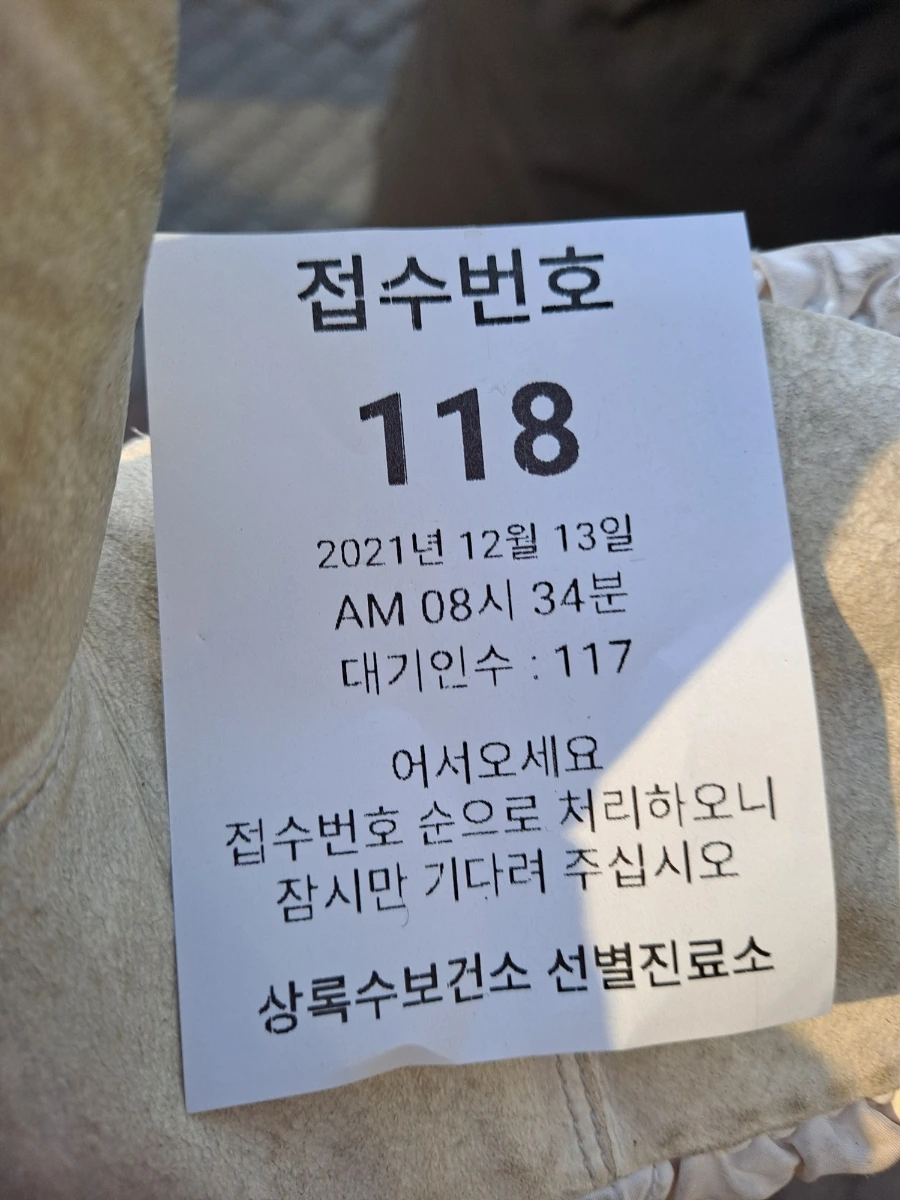 접수번호
118
2021년 12월 13일
AM 08시 34분
대기인수 : 117
어서오세요
접수번호 순으로 처리하오니
잠시만 기다려 주십시오
상록수보건소 선별진료소